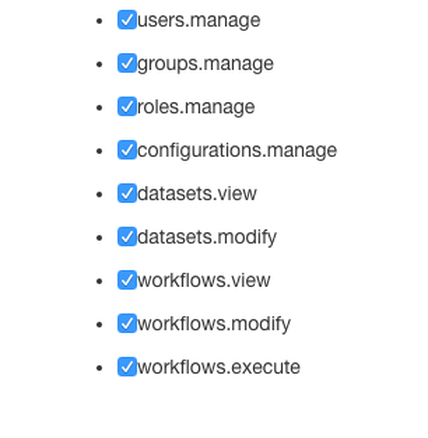 users.manage
groups.manage
roles.manage
configurations.manage
datasets.view
datasets.modify
workflows.view
workflows.modify
workflows.execute